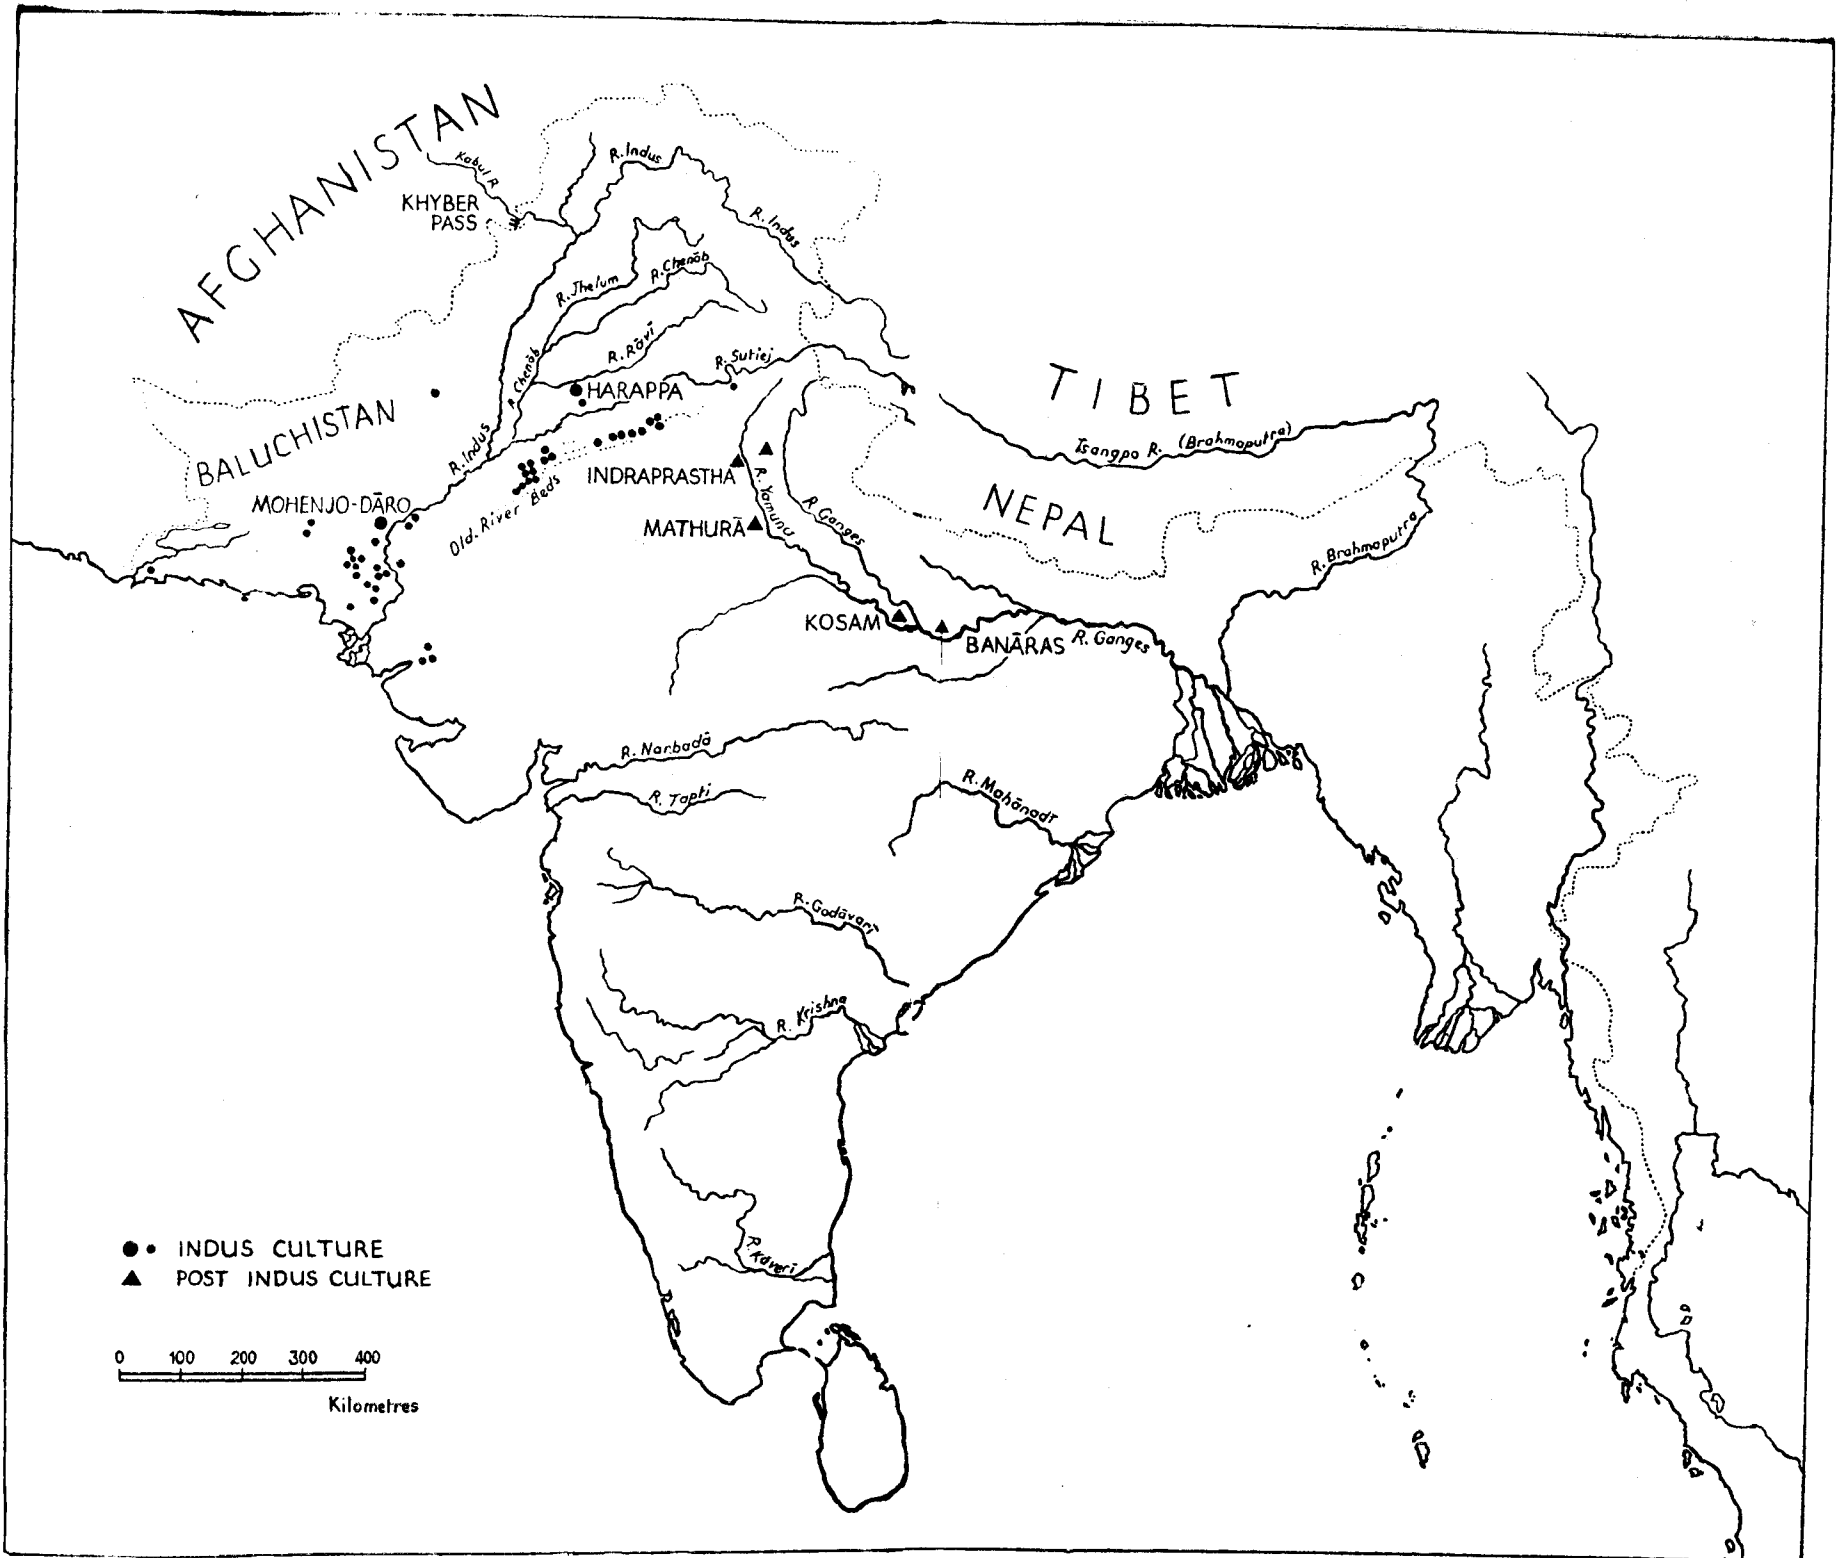 AFGHANISTAN
Kabul R.
KHYBER
PASS
R. Indus
R. Indus
R. Jhelum
R. Chenāb
R. Rāvī
R. Chenāb
R. Sutlej
HARAPPA
TIBET
Tsangpo R. (Brahmaputra)
BALUCHISTAN
R. Indus
MOHENJO-DĀRO
Old. River Beds
INDRAPRASTHA
R. Yamuna
MATHURĀ
R. Ganges
NEPAL
R. Brahmaputra
KOSAM
BANĀRAS
R. Ganges
R. Narbadā
R. Tapti
R. Mahānadī
R. Godāvarī
R. Krishna
R. Kāverī
INDUS CULTURE
POST INDUS CULTURE
0 100 200 300 400
Kilometres